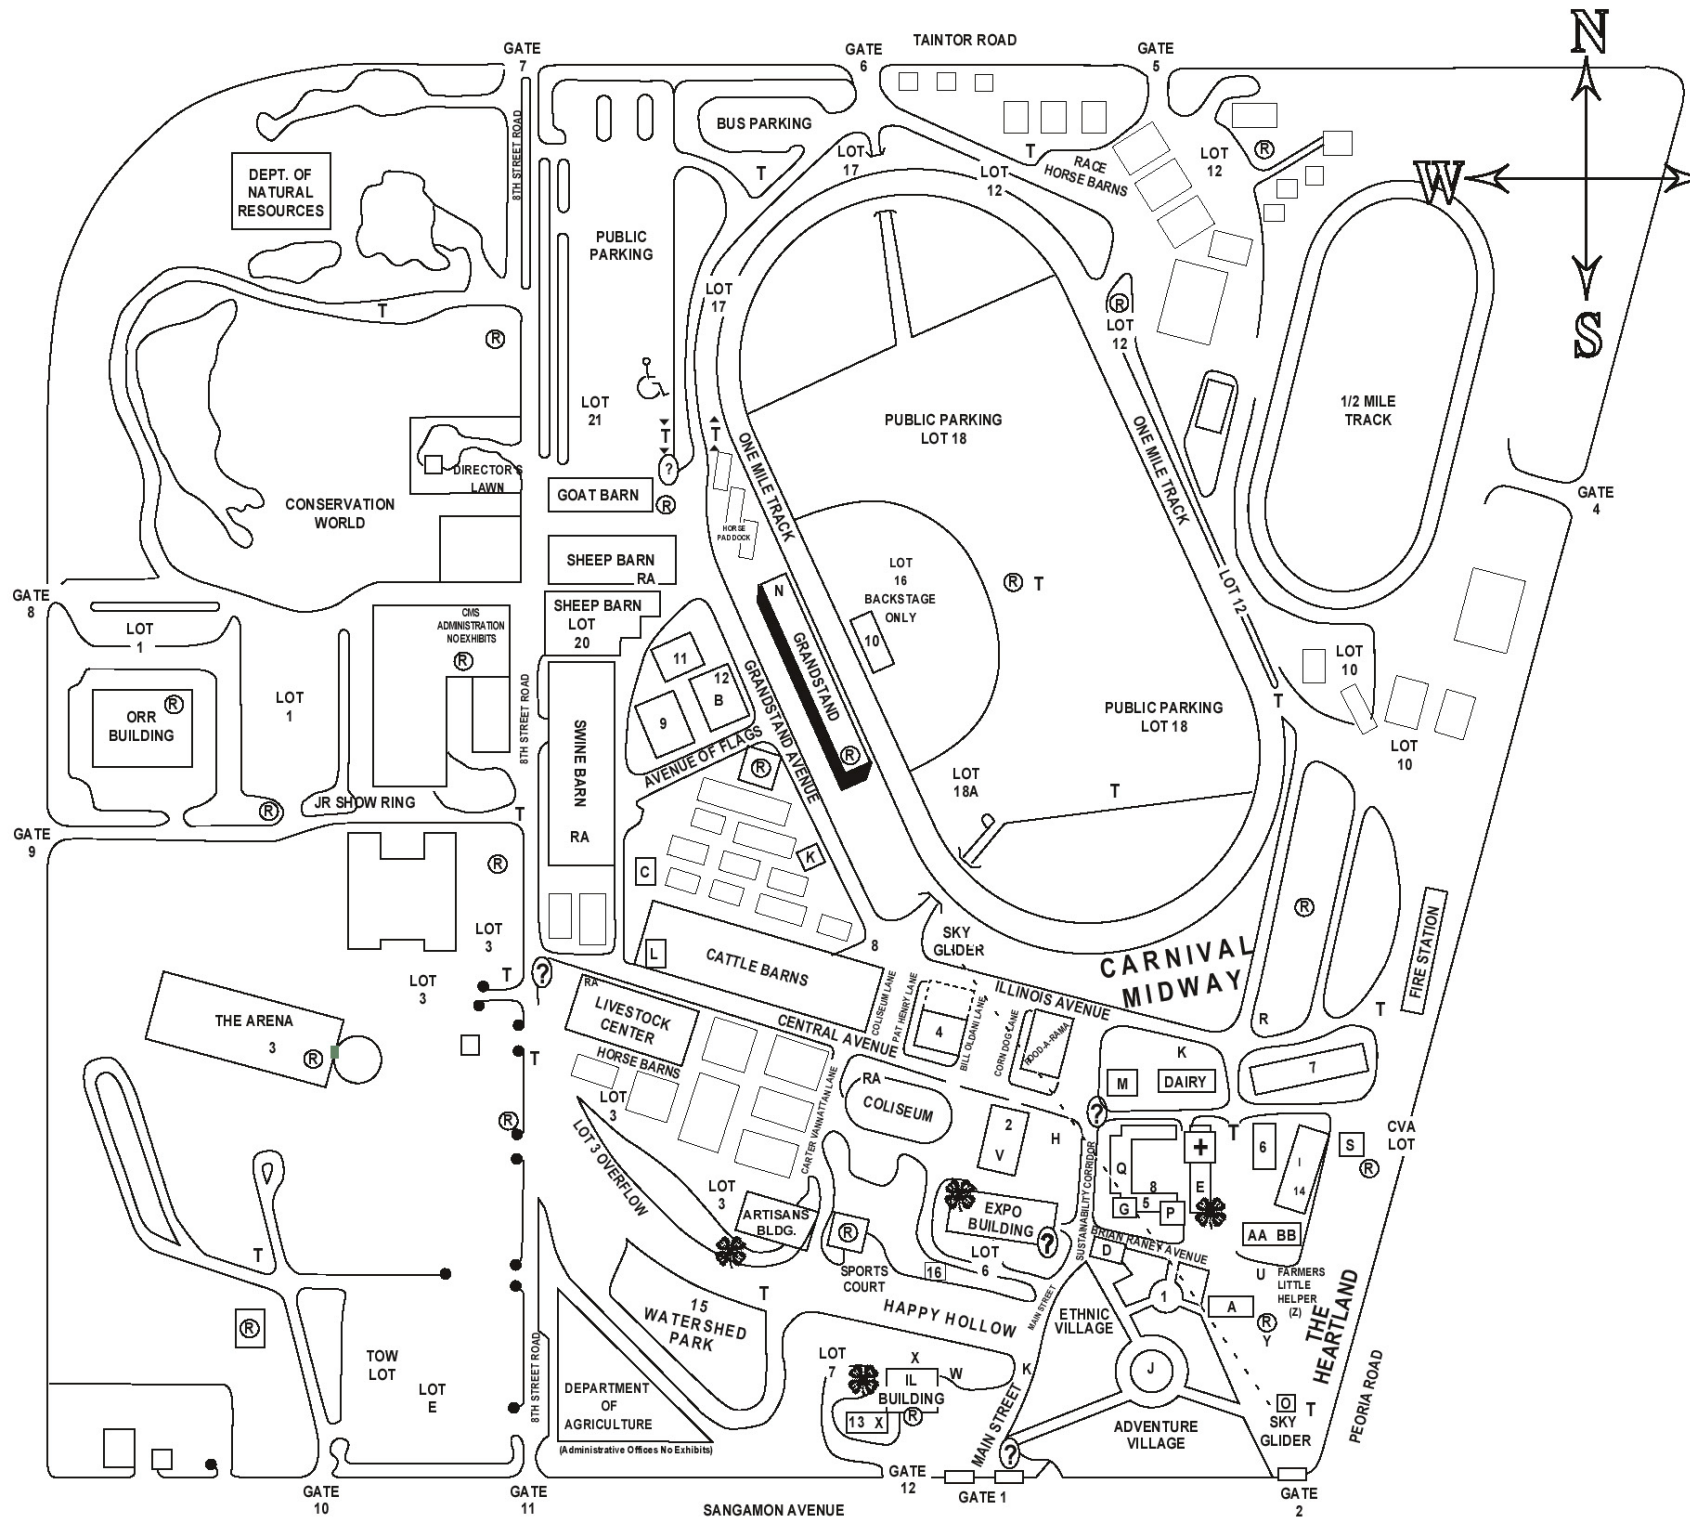 GATE
7
GATE
6
TAINTOR ROAD
GATE
5
N
W
S
8TH STREET ROAD
BUS PARKING
T
LOT
17
LOT
12
T
RACE
HORSE BARNS
LOT
12
R
DEPT. OF
NATURAL
RESOURCES
PUBLIC
PARKING
LOT
17
T
R
R
LOT
12
LOT
21
T
T
PUBLIC PARKING
LOT 18
1/2 MILE
TRACK
ONE MILE TRACK
ONE MILE TRACK
DIRECTOR'S
LAWN
?
GOAT BARN
R
CONSERVATION
WORLD
HORSE
PADDOCK
GATE
4
SHEEP BARN
RA
LOT
16
BACKSTAGE
ONLY
R
T
LOT 12
GATE
8
LOT
1
CMS
ADMINISTRATION
NO EXHIBITS
R
SHEEP BARN
LOT
20
N
GRANDSTAND
R
10
11
12
B
9
GRANDSTAND AVENUE
AVENUE OF FLAGS
R
LOT
10
T
LOT
10
ORR
BUILDING
R
LOT
1
8TH STREET ROAD
SWINE BARN
RA
PUBLIC PARKING
LOT 18
LOT
18A
T
JR SHOW RING
R
T
GATE
9
R
C
K
R
LOT
3
LOT
3
T
?
L
CATTLE BARNS
8
SKY
GLIDER
CARNIVAL
MIDWAY
FIRE STATION
THE ARENA
3
R
RA
LIVESTOCK
CENTER
CENTRAL AVENUE
COLISEUM LANE
PAT HENRY LANE
4
BILL OLDANI LANE
CORN DOG LANE
ILLINOIS AVENUE
R
T
T
HORSE BARNS
K
7
M
DAIRY
RA
COLISEUM
CARTER VANNATTAN LANE
LOT
3
LOT 3 OVERFLOW
R
2
V
H
?
SUSTAINABILITY CORRIDOR
Q
8
G
5
P
+
E
T
6
I
14
S
R
CVA
LOT
LOT
3
ARTISANS
BLDG.
R
SPORTS
COURT
EXPO
BUILDING
?
LOT
6
16
BRIAN RANEY AVENUE
D
AA BB
U
FARMERS
LITTLE
HELPER
(Z)
T
R
15
WATERSHED
PARK
T
HAPPY HOLLOW
MAIN STREET
ETHNIC
VILLAGE
1
A
R
Y
THE
HEARTLAND
TOW
LOT
LOT
E
8TH STREET ROAD
DEPARTMENT
OF
AGRICULTURE
(Administrative Offices No Exhibits)
LOT
7
X
IL
BUILDING
W
R
13 X
K
MAIN STREET
?
J
ADVENTURE
VILLAGE
O
SKY
GLIDER
T
PEORIA ROAD
GATE
10
GATE
11
SANGAMON AVENUE
GATE
12
GATE 1
GATE
2